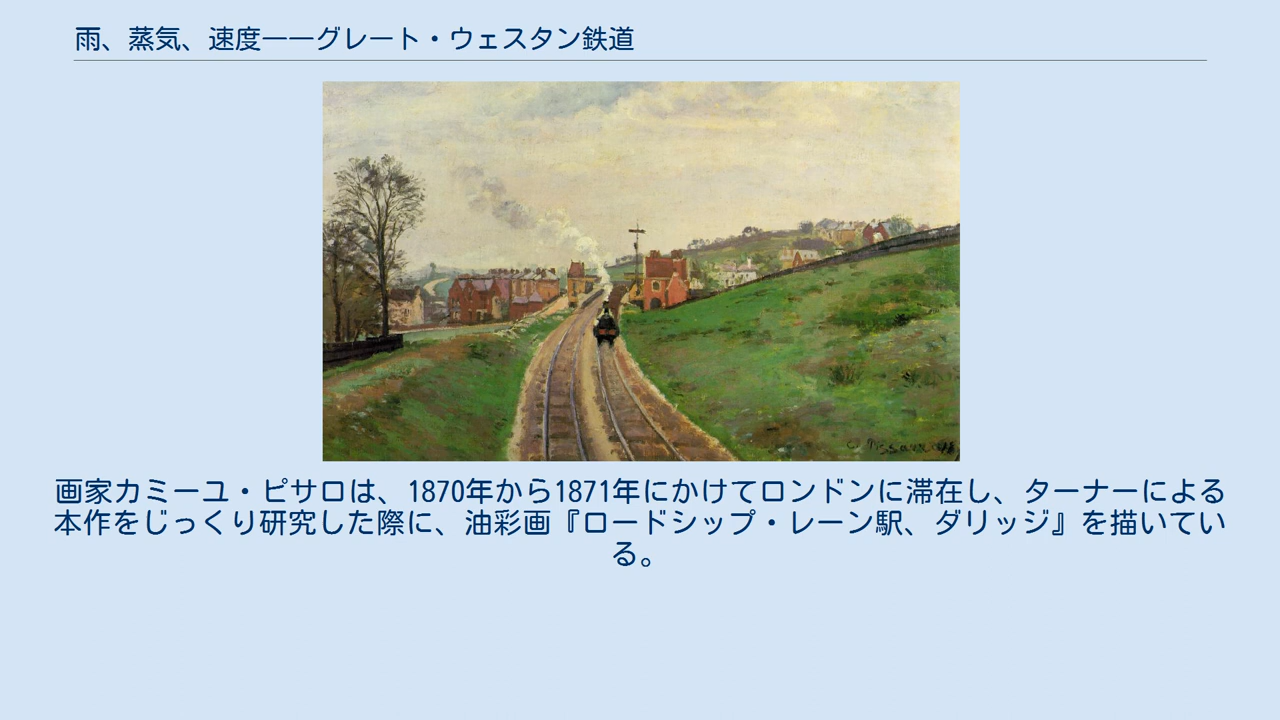 雨、蒸気、速度——グレート・ウェスタン鉄道
C. Pissarro 1871
画家カミーユ・ピサロは、1870年から1871年にかけてロンドンに滞在し、ターナーによる
本作をじっくり研究した際に、油彩画『ロードシップ・レーン駅、ダリッジ』を描いてい
る。